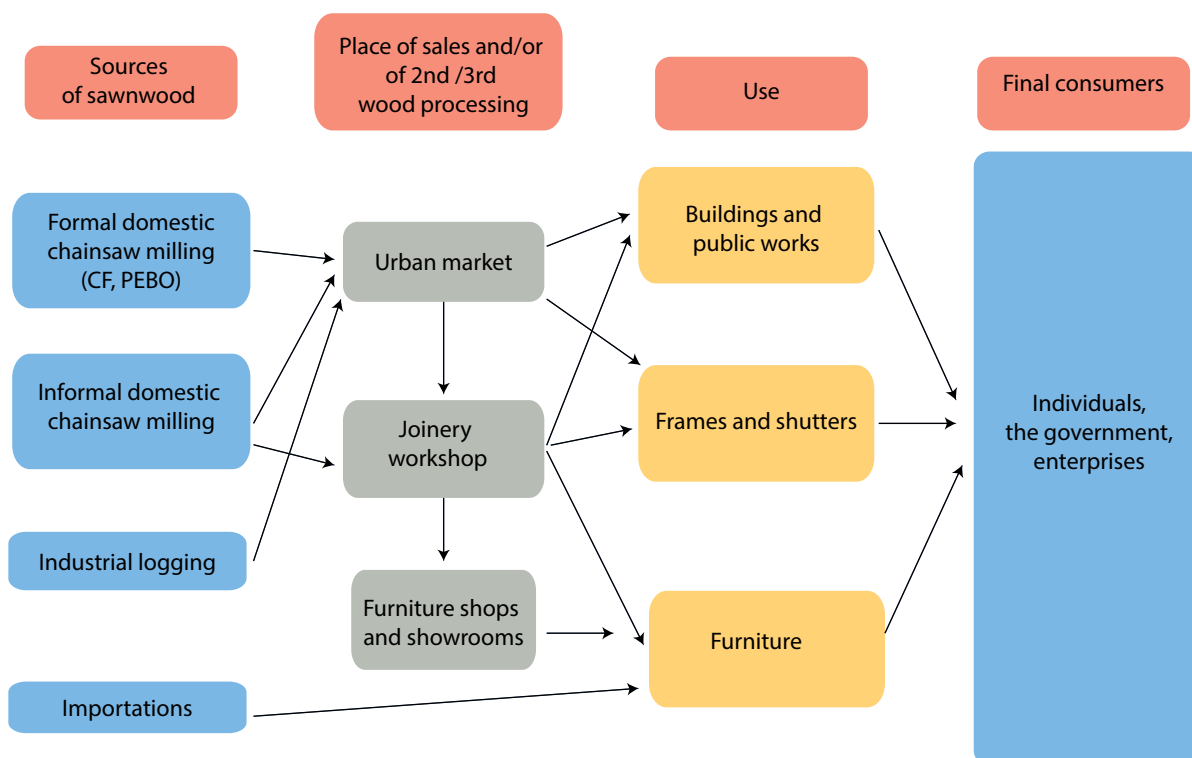 Sources
of sawnwood
Place of sales and/or
of 2nd /3rd
wood processing
Use
Final consumers
Formal domestic
chainsaw milling
(CF, PEBO)
Informal domestic
chainsaw milling
Industrial logging
Importations
Urban market
Joinery
workshop
Furniture shops
and showrooms
Buildings and
public works
Frames and shutters
Furniture
Individuals,
the government,
enterprises